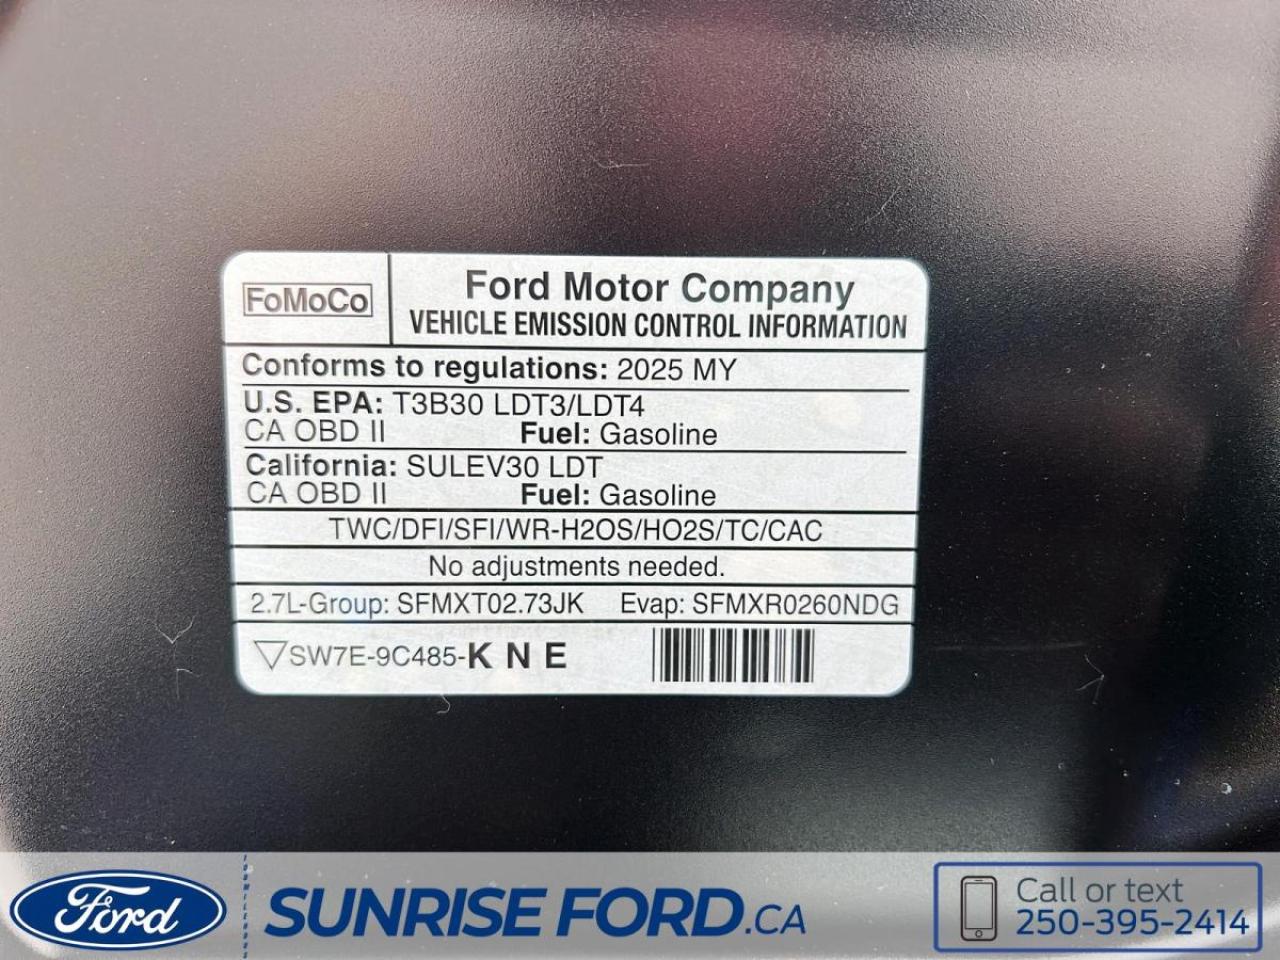 FoMoCo
Ford Motor Company
VEHICLE EMISSION CONTROL INFORMATION
Conforms to regulations: 2025 MY
U.S. EPA: T3B30 LDT3/LDT4
CA OBD II Fuel: Gasoline
California: SULEV30 LDT
CA OBD II Fuel: Gasoline
TWC/DFI/SFI/WR-H2OS/HO2S/TC/CAC
No adjustments needed.
2.7L-Group: SFMXT02.73JK Evap: SFMXR0260NDG
SW7E-9C485-K N E
Ford
SUNRISE FORD.CA
Call or text
250-395-2414